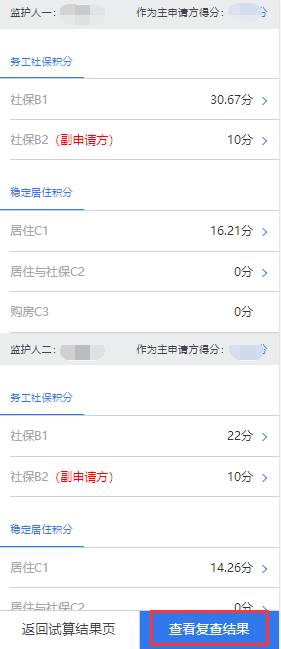 监护人一： 作为主申请方得分： 分
务工社保积分
社保B1 30.67分
社保B2（副申请方） 10分
稳定居住积分
居住C1 16.21分
居住与社保C2 0分
购房C3 0分
监护人二： 作为主申请方得分： 分
务工社保积分
社保B1 22分
社保B2（副申请方） 10分
稳定居住积分
居住C1 14.26分
居住与社保C2 0分
返回试算结果页 查看复查结果